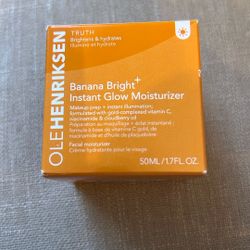 OLEHENRIKSEN
TRUTH
Brightens & hydrates
Illumine et hydrate
Banana Bright+
Instant Glow Moisturizer
Makeup prep + instant illumination,
formulated with gold-complexed vitamin C,
niacinamide & cloudberry oil
Préparation au maquillage + éclat instantané :
formule à base de vitamine C gold, de
niacinamide et d'huile de plaquebière
Facial moisturizer
Crème hydratante pour le visage
50ML/1.7FL. OZ.